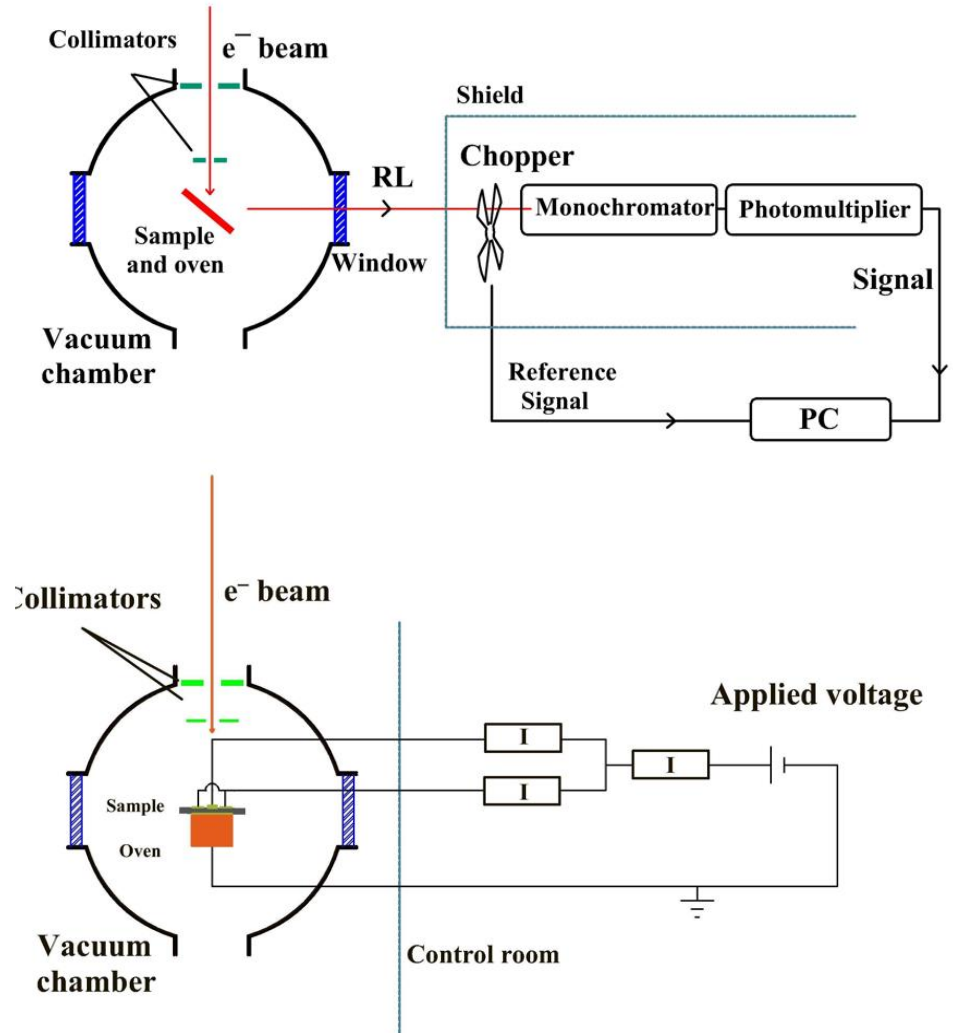 Collimators
e⁻ beam
Shield
Chopper
RL
Monochromator
Photomultiplier
Sample
and oven
Window
Signal
Vacuum
chamber
Reference
Signal
PC
e⁻ beam
Collimators
Applied voltage
I
I
I
Sample
Oven
Vacuum
chamber
Control room